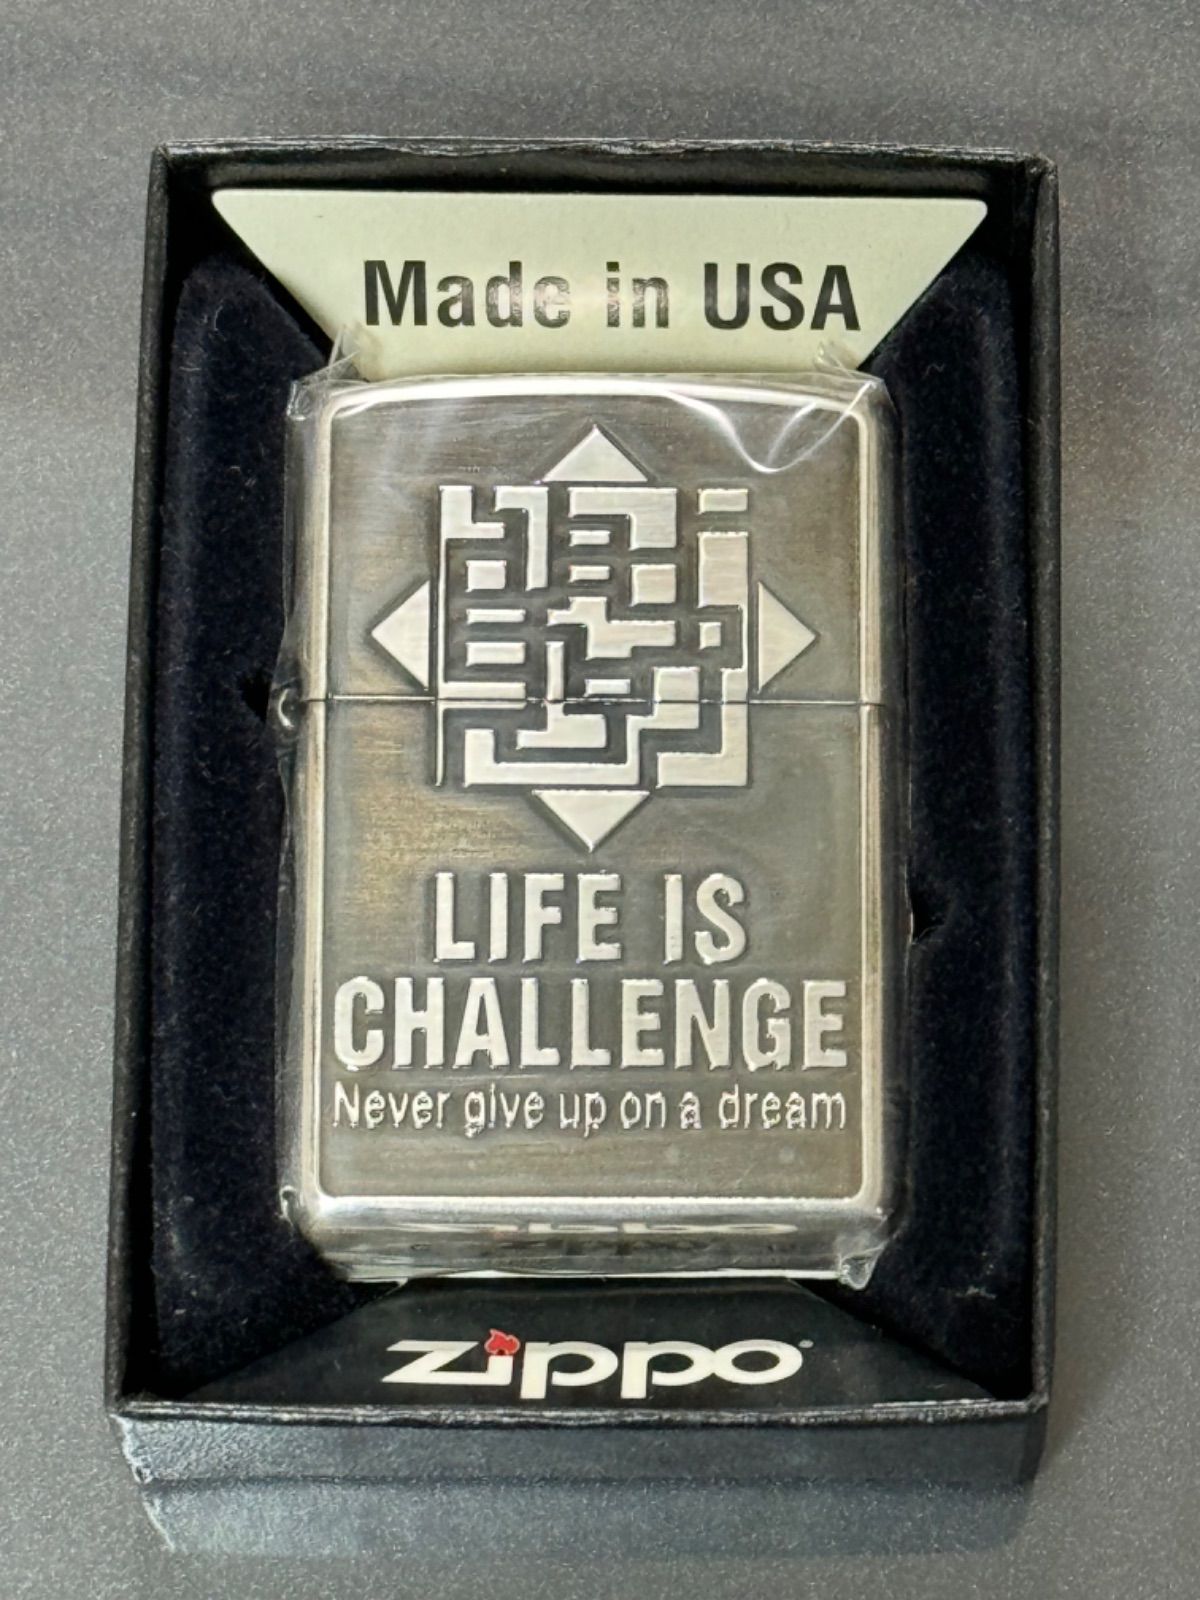 Made in USA
LIFE IS
CHALLENGE
Never give up on a dream
zippo